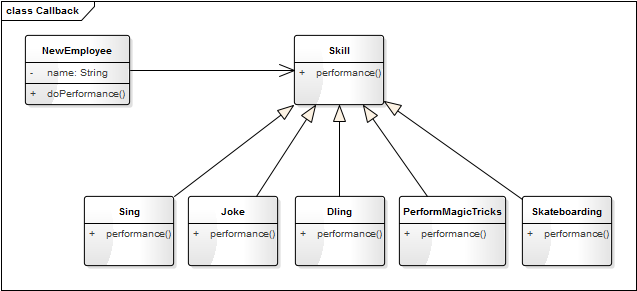 class Callback
NewEmployee
- name: String
+ doPerformance()
Skill
+ performance()
Sing
+ performance()
Joke
+ performance()
Dling
+ performance()
PerformMagicTricks
+ performance()
Skateboarding
+ performance()